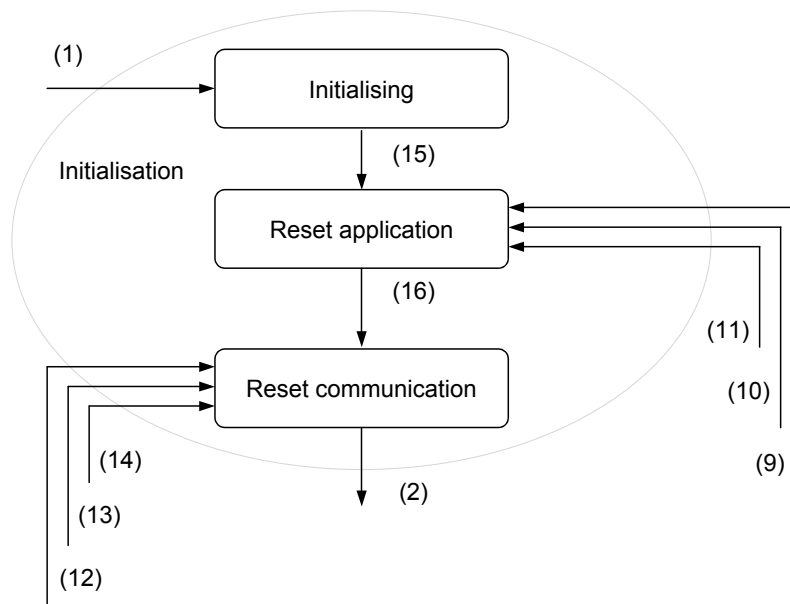 (1)
Initialising
(15)
Initialisation
Reset application
(16)
(11)
Reset communication
(10)
(14)
(9)
(2)
(13)
(12)